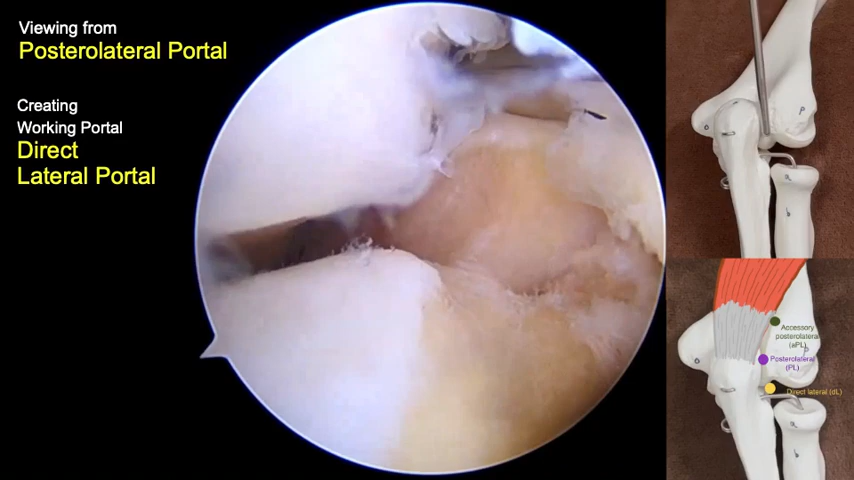 Viewing from
Posterolateral Portal
Creating
Working Portal
Direct
Lateral Portal
Accessory
posterolateral
(aPL)
Posterolateral
(PL)
Direct lateral (dL)